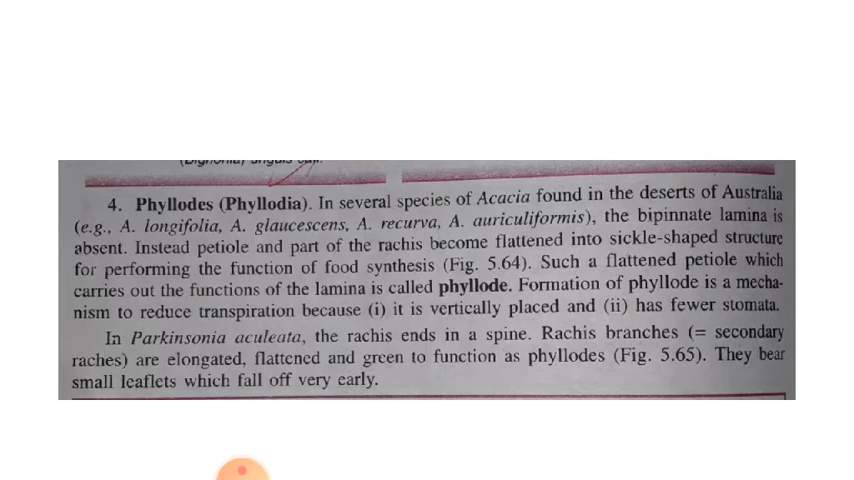 (Bignonia) unguis cati.
4. Phyllodes (Phyllodia). In several species of Acacia found in the deserts of Australia
(e.g., A. longifolia, A. glaucescens, A. recurva, A. auriculiformis), the bipinnate lamina is
absent. Instead petiole and part of the rachis become flattened into sickle-shaped structure
for performing the function of food synthesis (Fig. 5.64). Such a flattened petiole which
carries out the functions of the lamina is called phyllode. Formation of phyllode is a mecha-
nism to reduce transpiration because (i) it is vertically placed and (ii) has fewer stomata.
In Parkinsonia aculeata, the rachis ends in a spine. Rachis branches (= secondary
raches) are elongated, flattened and green to function as phyllodes (Fig. 5.65). They bear
small leaflets which fall off very early.